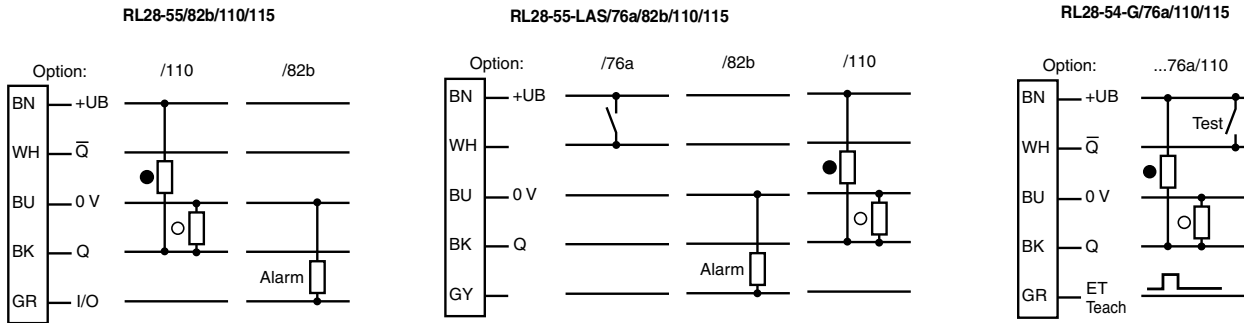 RL28-55/82b/110/115
Option: /110 /82b
BN +UB
WH Q̅
BU 0 V
BK Q
Alarm
GR I/O
RL28-55-LAS/76a/82b/110/115
Option: /76a /82b /110
BN +UB
WH
BU 0 V
BK Q
Alarm
GY
RL28-54-G/76a/110/115
Option: ...76a/110
BN +UB
Test
WH Q̅
BU 0 V
BK Q
GR ET
Teach